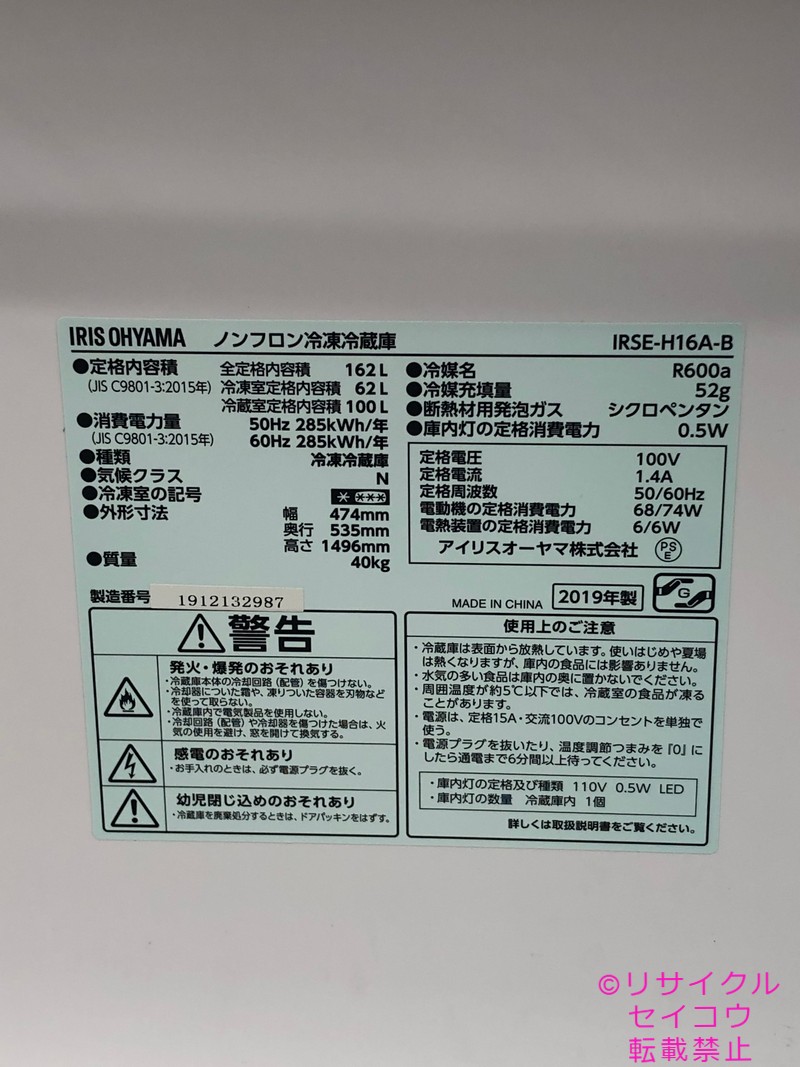 IRIS OHYAMA ノンフロン冷凍冷蔵庫 IRSE-H16A-B
●定格内容積 全定格内容積 162L
(JIS C9801-3:2015年) 冷凍室定格内容積 62L
冷蔵室定格内容積 100L
●消費電力量 50Hz 285kWh/年
(JIS C9801-3:2015年) 60Hz 285kWh/年
●種類 冷凍冷蔵庫
●気候クラス N
●冷凍室の記号
●外形寸法 幅 474mm
奥行 535mm
高さ 1496mm
●質量 40kg
●冷媒名 R600a
●冷媒充填量 52g
●断熱材用発泡ガス シクロペンタン
●庫内灯の定格消費電力 0.5W
定格電圧 100V
定格電流 1.4A
定格周波数 50/60Hz
電動機の定格消費電力 68/74W
電熱装置の定格消費電力 6/6W
アイリスオーヤマ株式会社 PSE
製造番号 1912132987
MADE IN CHINA 2019年製 G
警告
発火・爆発のおそれあり
・冷蔵庫本体の冷却回路(配管)を傷つけない。
・冷却器についた霜や、凍りついた容器を刃物など
を使って取らない。
・冷蔵庫内で電気製品を使用しない。
・冷却回路(配管)や冷却器を傷つけた場合は、火
気の使用を避け、窓を開けて換気する。
感電のおそれあり
・お手入れのときは、必ず電源プラグを抜く。
幼児閉じ込めのおそれあり
・冷蔵庫を廃棄処分するときは、ドアパッキンをはずす。
使用上のご注意
・冷蔵庫は表面から放熱しています。使いはじめや夏場
は熱くなりますが、庫内の食品には影響ありません。
・水気の多い食品は庫内の奥に置かないでください。
・周囲温度が約5℃以下では、冷蔵室の食品が凍る
ことがあります。
・電源は、定格15A・交流100Vのコンセントを単独で
使う。
・電源プラグを抜いたり、温度調節つまみを『0』に
したら通電まで6分間以上待ってください。
・庫内灯の定格及び種類 110V 0.5W LED
・庫内灯の数量 冷蔵庫内 1個
詳しくは取扱説明書をご覧ください。
©リサイクル
セイコウ
転載禁止